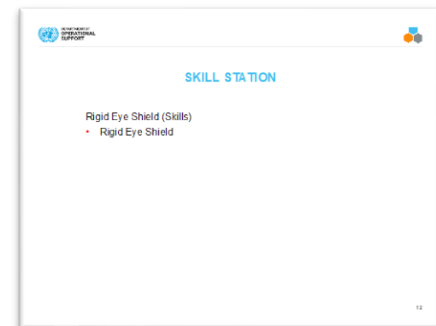 DEPARTMENT OF
OPERATIONAL
SUPPORT
SKILL STATION
Rigid Eye Shield (Skills)
• Rigid Eye Shield
12